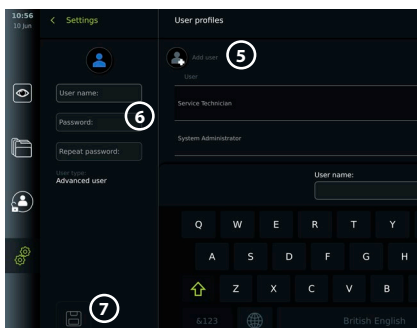 10:56
10 Jun
Settings
User name:
Password:
6
Repeat password:
User type:
Advanced user
7
User profiles
Add user
5
User
Service Technician
System Administrator
User name:
Q W E R T Y
A S D F G H
Z X C V B
&123
British English